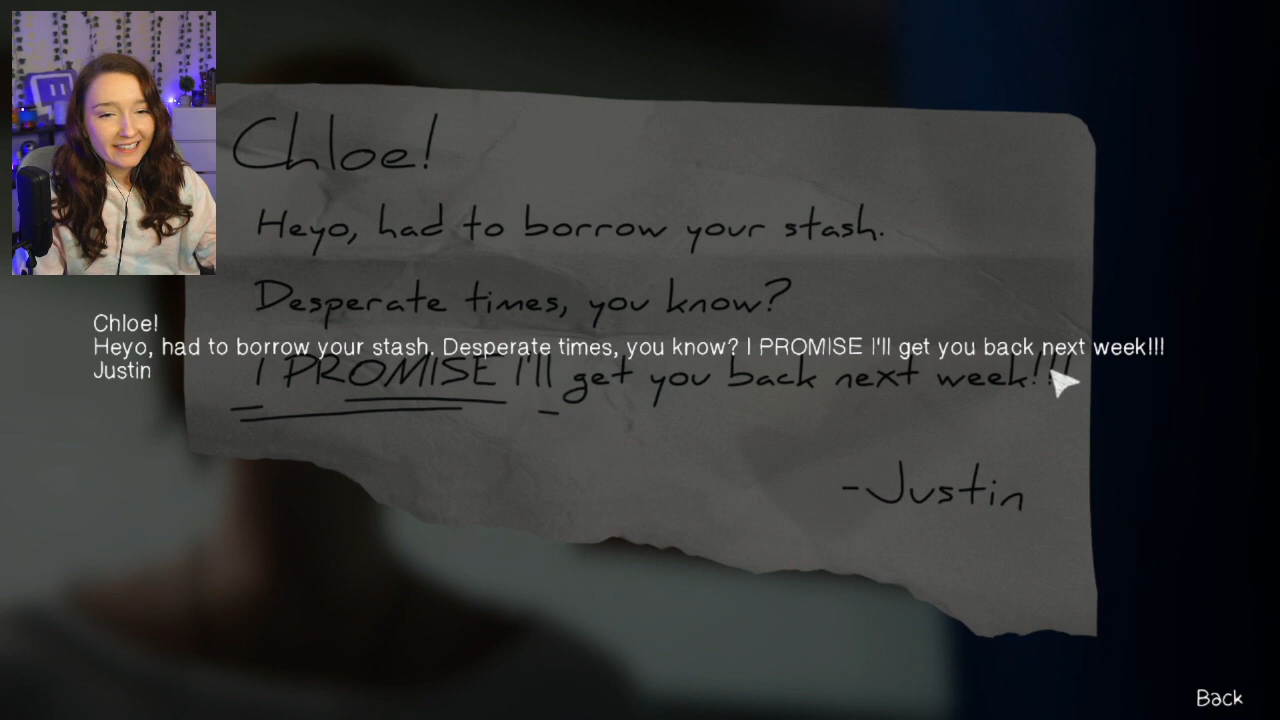 Chloe!
Heyo, had to borrow your stash.
Desperate times, you know?
I PROMISE I'll get you back next week!!!
-Justin
Chloe!
Heyo, had to borrow your stash. Desperate times, you know? I PROMISE I'll get you back next week!!!
Justin
Back